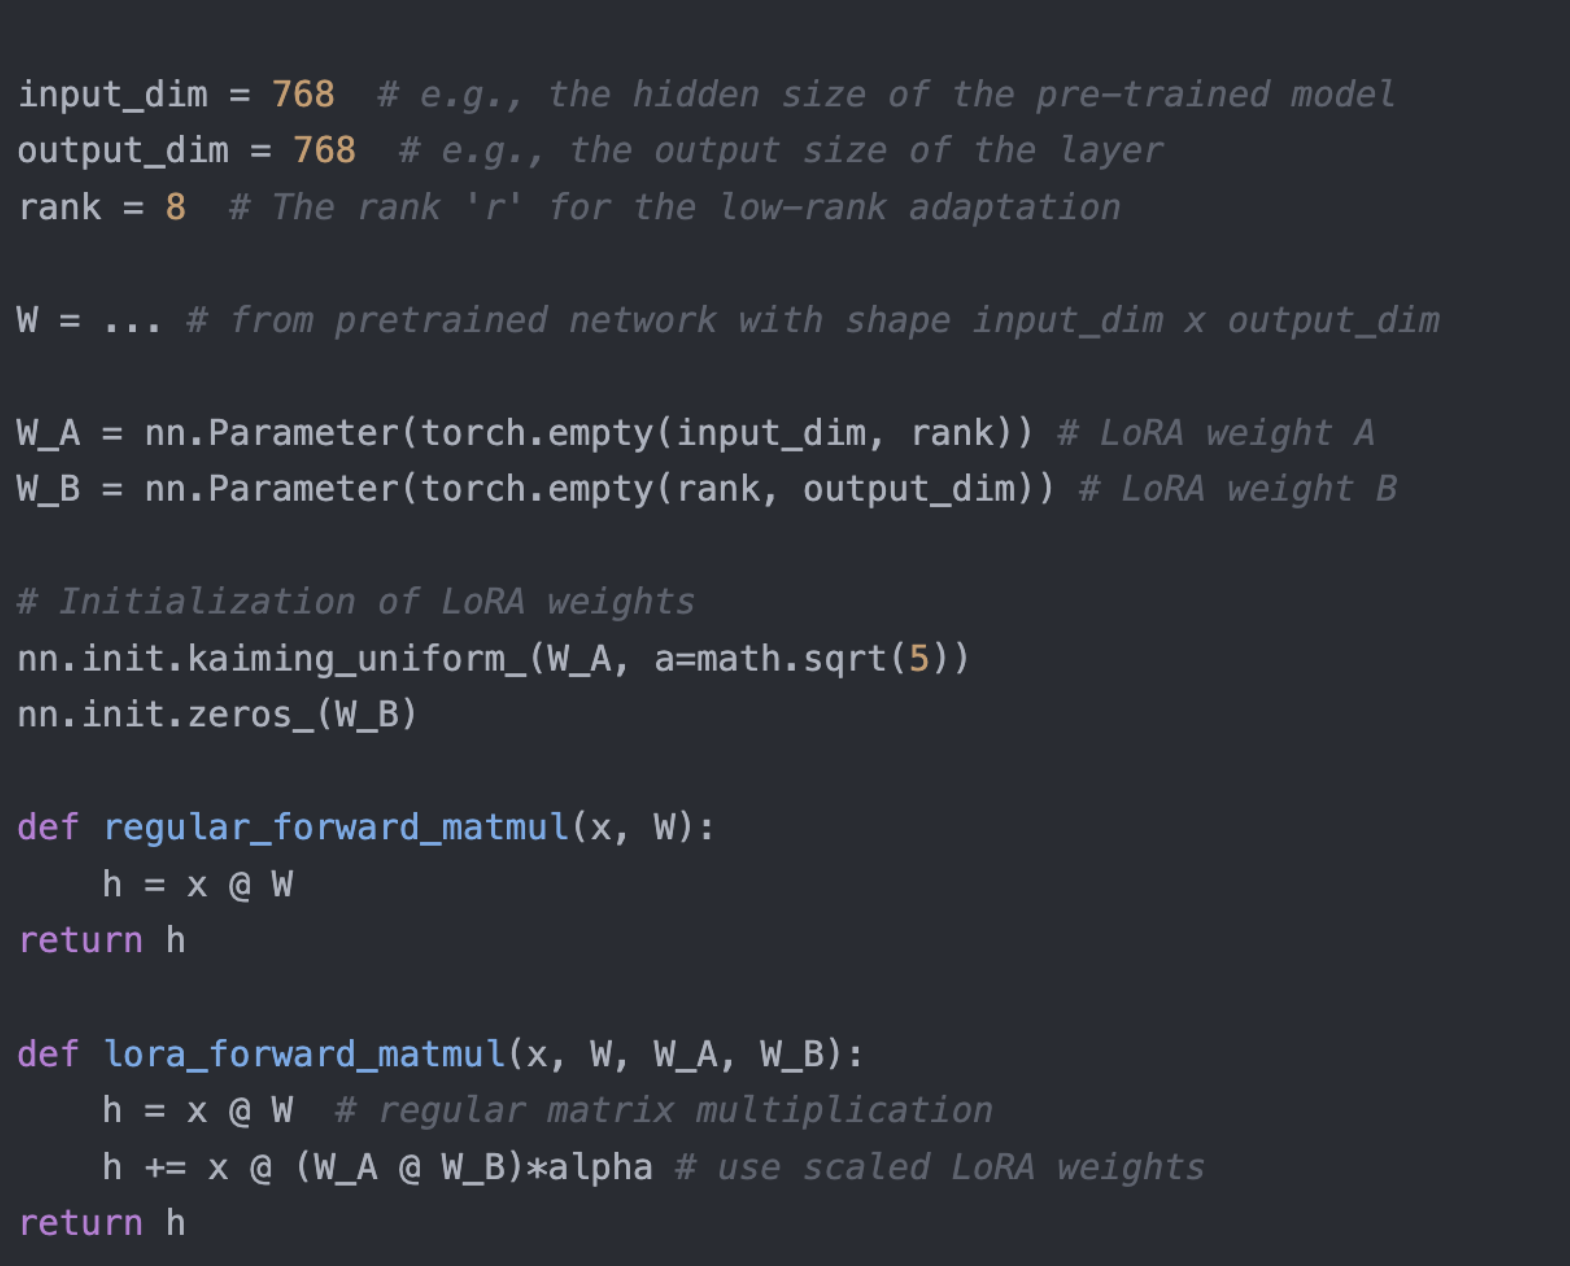 input_dim = 768  # e.g., the hidden size of the pre-trained model
output_dim = 768  # e.g., the output size of the layer
rank = 8  # The rank 'r' for the low-rank adaptation
W = ... # from pretrained network with shape input_dim x output_dim
W_A = nn.Parameter(torch.empty(input_dim, rank)) # LoRA weight A
W_B = nn.Parameter(torch.empty(rank, output_dim)) # LoRA weight B
# Initialization of LoRA weights
nn.init.kaiming_uniform_(W_A, a=math.sqrt(5))
nn.init.zeros_(W_B)
def regular_forward_matmul(x, W):
    h = x @ W
return h
def lora_forward_matmul(x, W, W_A, W_B):
    h = x @ W  # regular matrix multiplication
    h += x @ (W_A @ W_B)*alpha # use scaled LoRA weights
return h